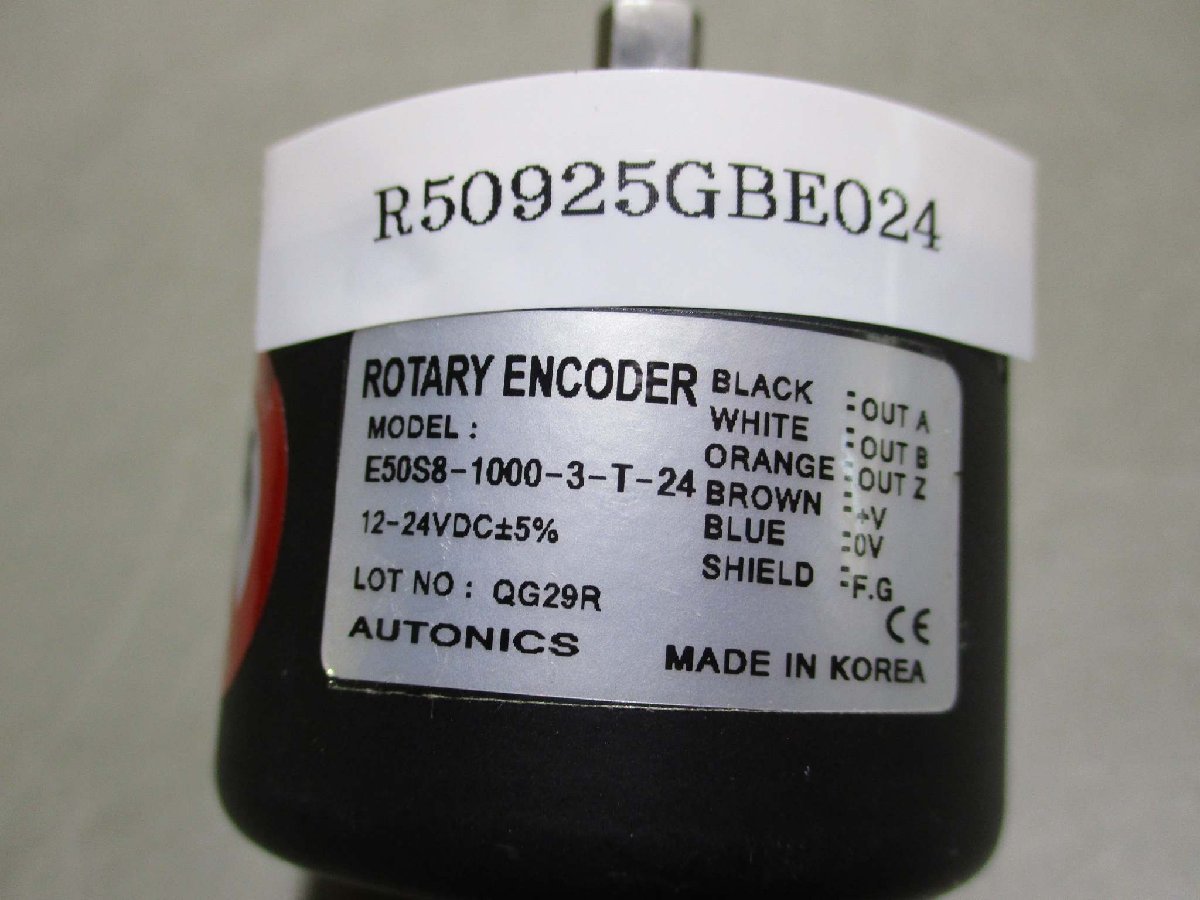 R50925GBE024
ROTARY ENCODER
MODEL :
E50S8-1000-3-T-24
12-24VDC±5%
LOT NO : QG29R
AUTONICS
BLACK : OUT A
WHITE : OUT B
ORANGE : OUT Z
BROWN : +V
BLUE : 0V
SHIELD : F.G
CE
MADE IN KOREA